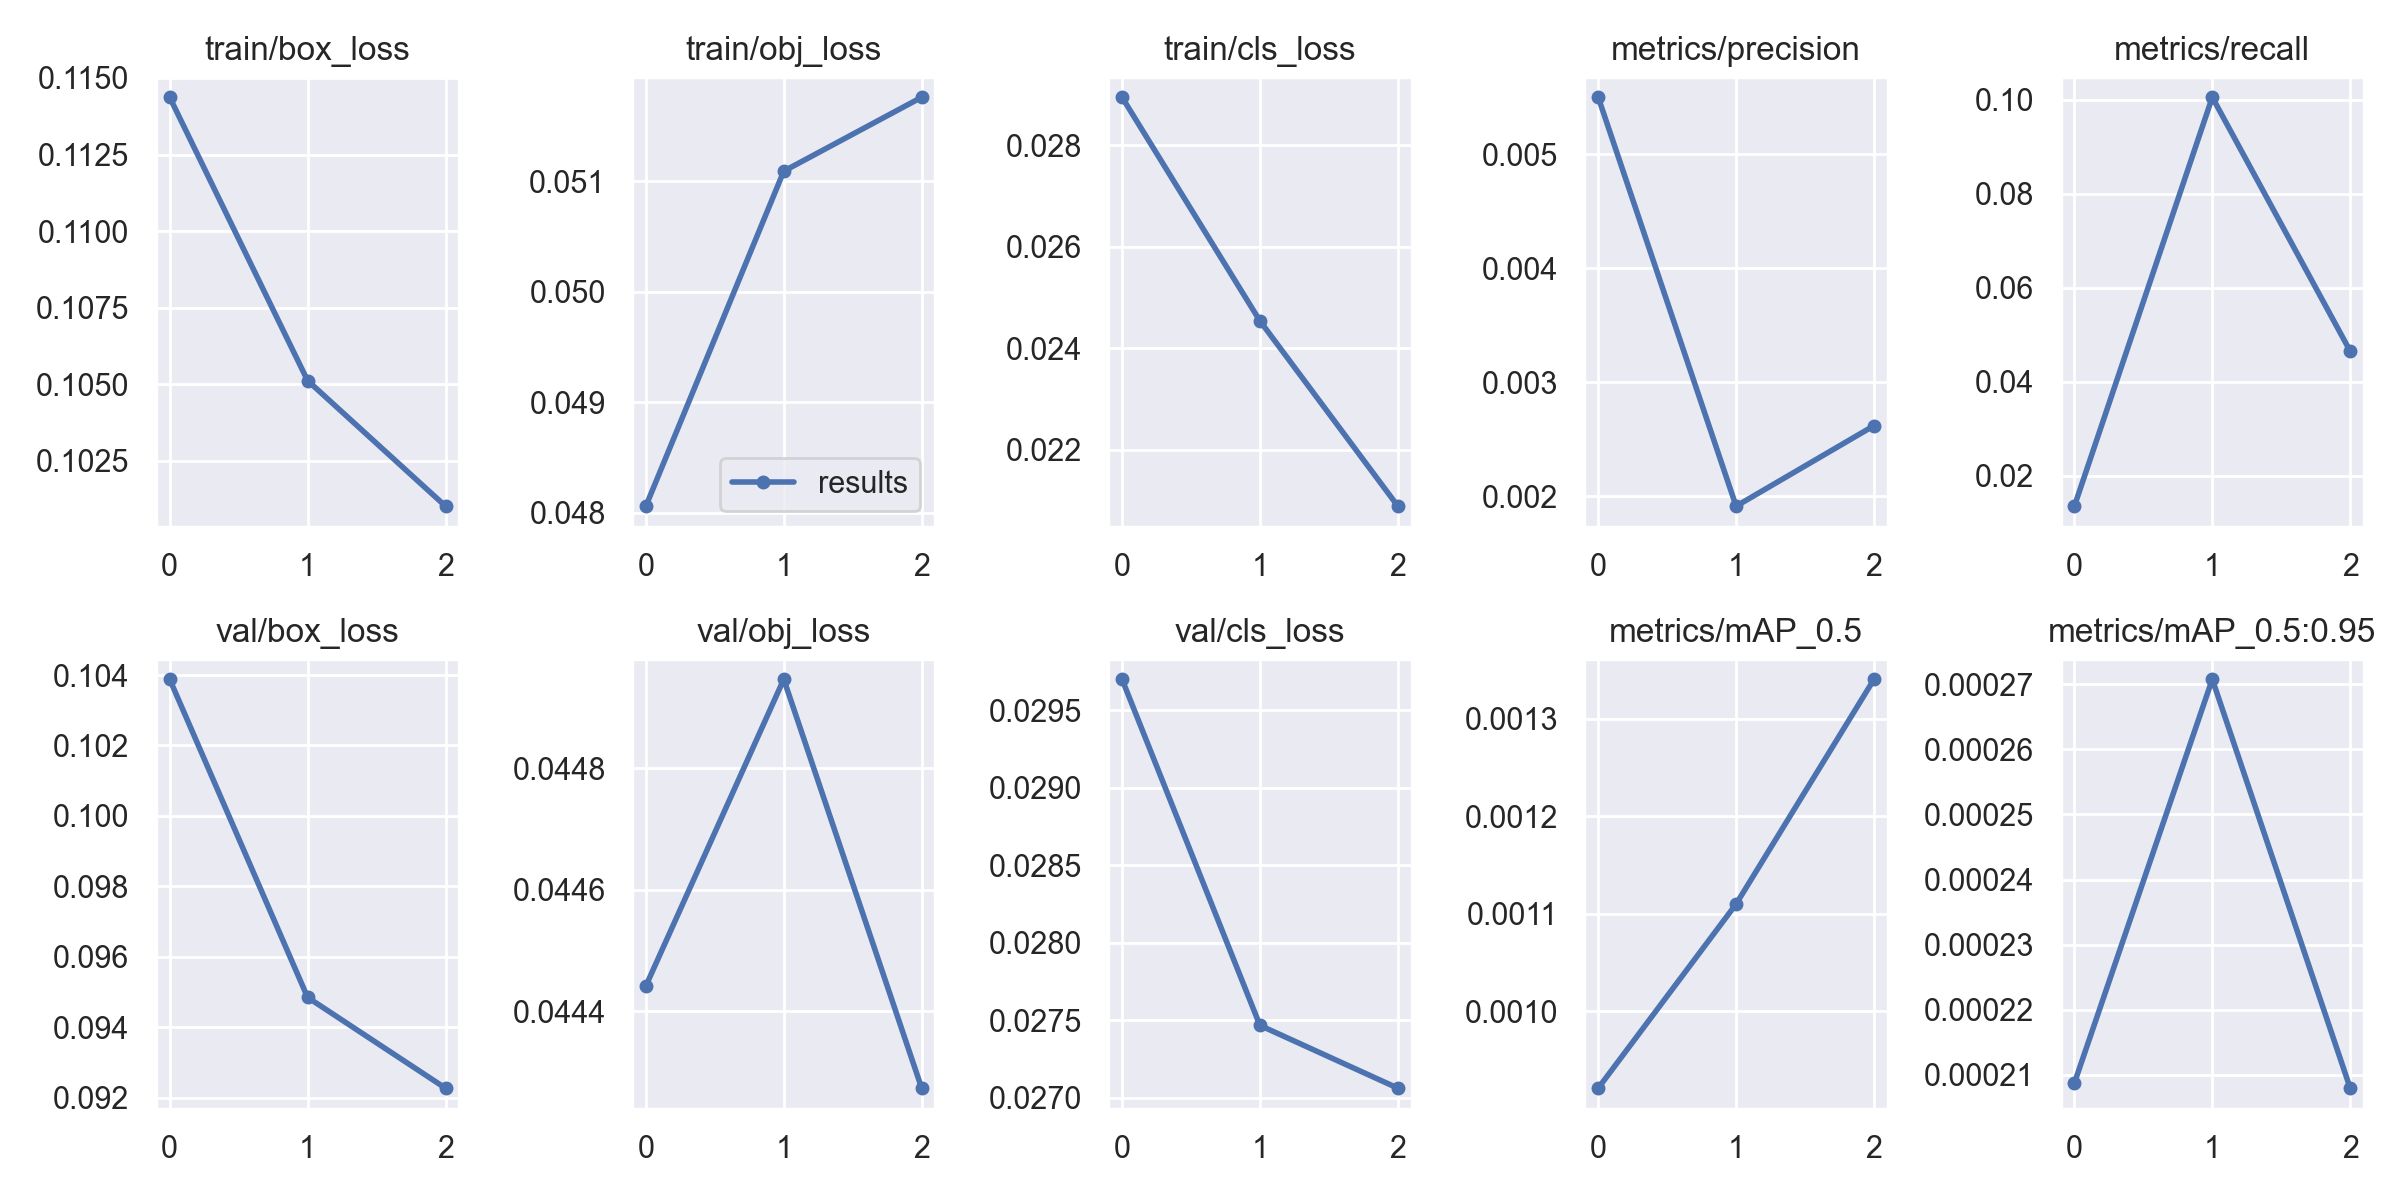 train/box_loss
0.1150
0.1125
0.1100
0.1075
0.1050
0.1025
0 1 2
train/obj_loss
0.051
0.050
0.049
0.048
results
0 1 2
train/cls_loss
0.028
0.026
0.024
0.022
0 1 2
metrics/precision
0.005
0.004
0.003
0.002
0 1 2
metrics/recall
0.10
0.08
0.06
0.04
0.02
0 1 2
val/box_loss
0.104
0.102
0.100
0.098
0.096
0.094
0.092
0 1 2
val/obj_loss
0.0448
0.0446
0.0444
0 1 2
val/cls_loss
0.0295
0.0290
0.0285
0.0280
0.0275
0.0270
0 1 2
metrics/mAP_0.5
0.0013
0.0012
0.0011
0.0010
0 1 2
metrics/mAP_0.5:0.95
0.00027
0.00026
0.00025
0.00024
0.00023
0.00022
0.00021
0 1 2